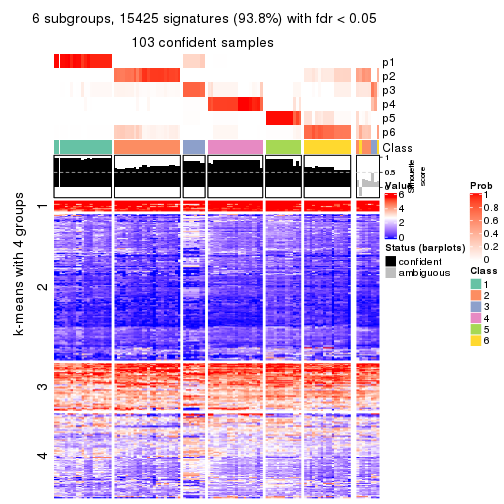 6 subgroups, 15425 signatures (93.8%) with fdr < 0.05
103 confident samples
p1
p2
p3
p4
p5
p6
Class
1
0.5
0
Silhouette
score
k-means with 4 groups
1
2
3
4
Value
6
4
2
0
Status (barplots)
confident
ambiguous
Prob
1
0.8
0.6
0.4
0.2
0
Class
1
2
3
4
5
6